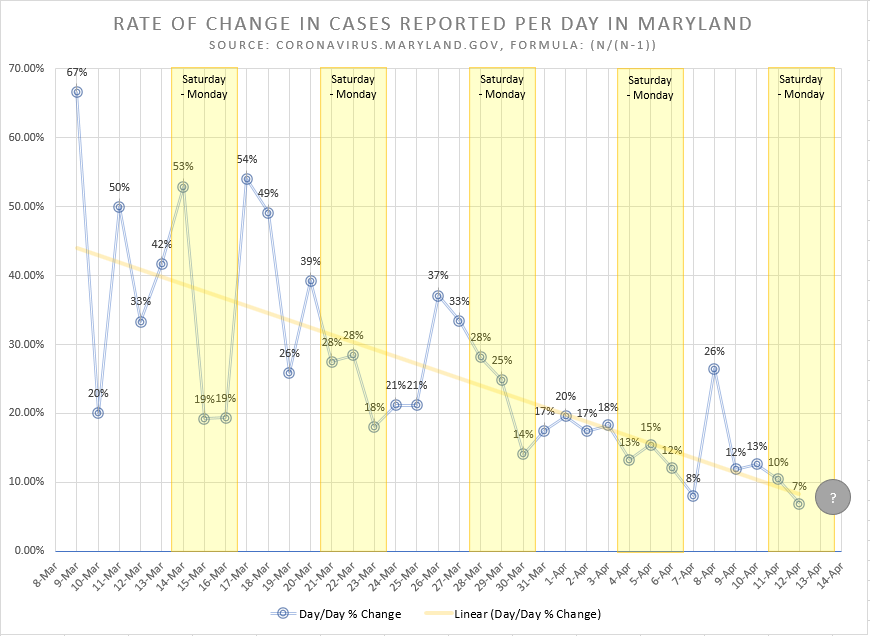 RATE OF CHANGE IN CASES REPORTED PER DAY IN MARYLAND
SOURCE: CORONAVIRUS.MARYLAND.GOV, FORMULA: (N/(N-1))
70.00%
60.00%
50.00%
40.00%
30.00%
20.00%
10.00%
0.00%
Saturday
- Monday
Saturday
- Monday
Saturday
- Monday
Saturday
- Monday
Saturday
- Monday
67%
20%
50%
33%
42%
53%
19%
19%
54%
49%
26%
39%
28%
28%
18%
21%
21%
37%
33%
28%
25%
14%
17%
20%
17%
18%
13%
15%
12%
8%
26%
12%
13%
10%
7%
?
8-Mar
9-Mar
10-Mar
11-Mar
12-Mar
13-Mar
14-Mar
15-Mar
16-Mar
17-Mar
18-Mar
19-Mar
20-Mar
21-Mar
22-Mar
23-Mar
24-Mar
25-Mar
26-Mar
27-Mar
28-Mar
29-Mar
30-Mar
31-Mar
1-Apr
2-Apr
3-Apr
4-Apr
5-Apr
6-Apr
7-Apr
8-Apr
9-Apr
10-Apr
11-Apr
12-Apr
13-Apr
14-Apr
Day/Day % Change
Linear (Day/Day % Change)